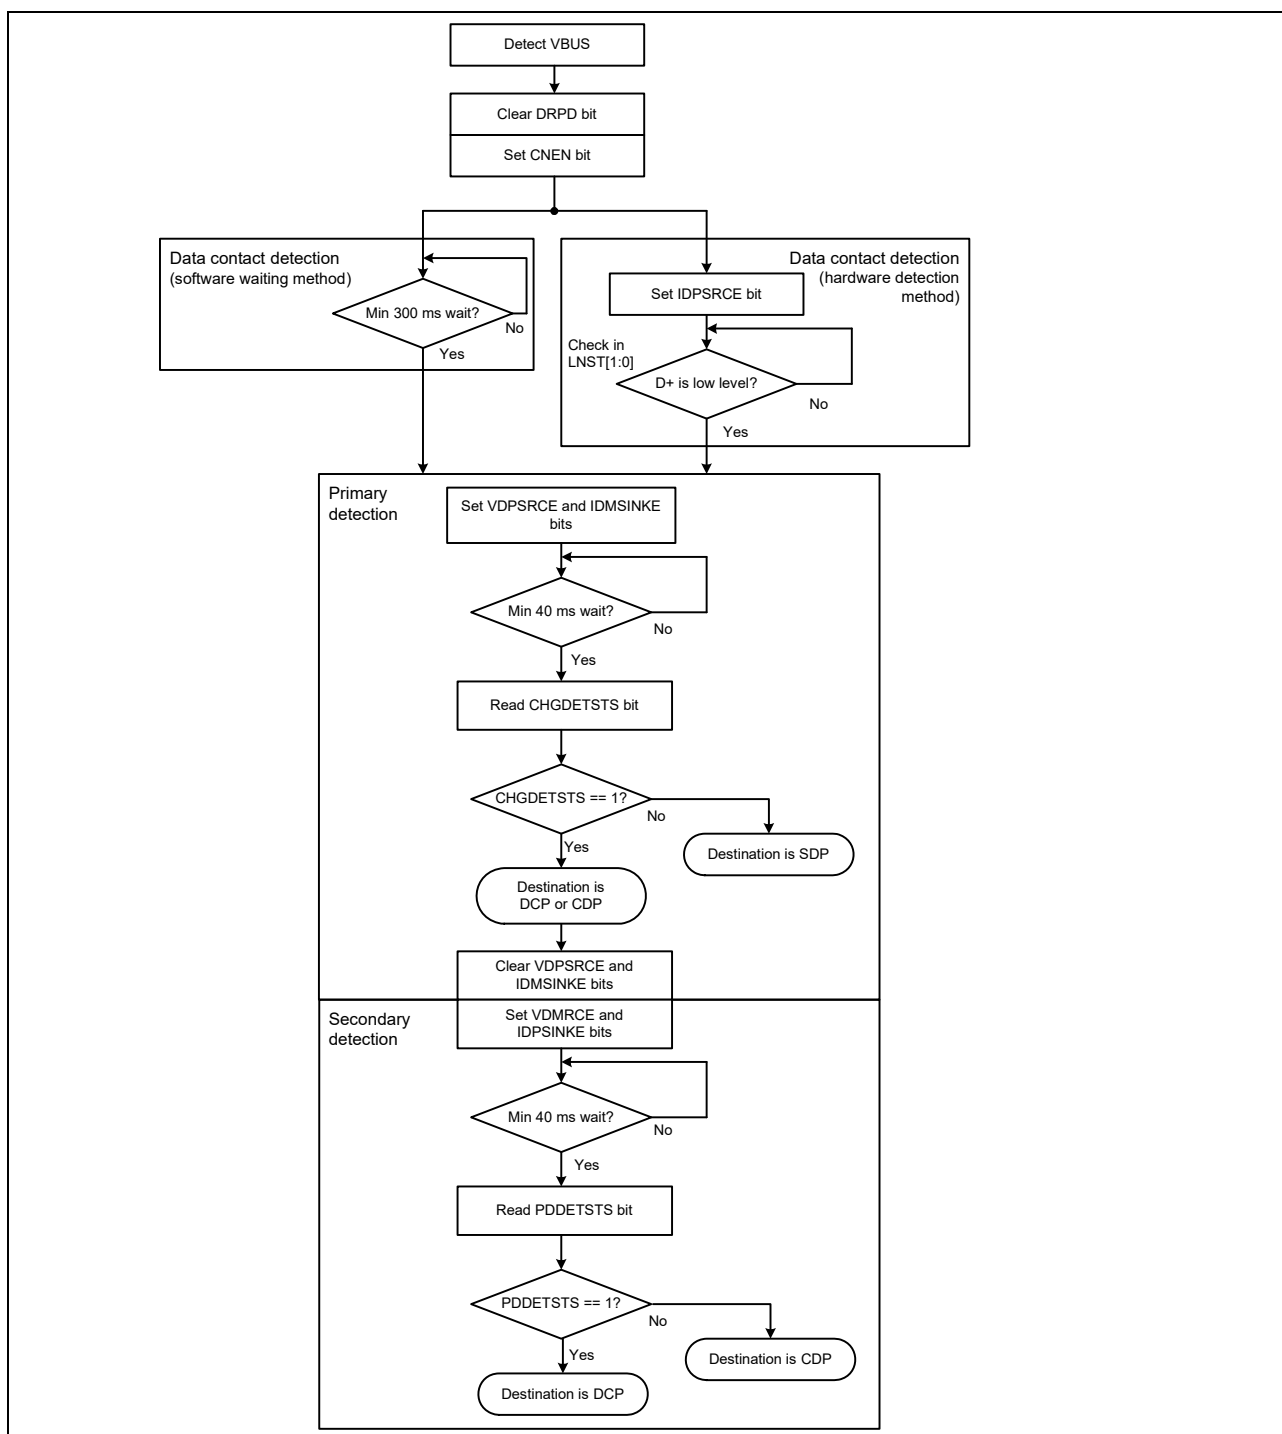 Detect VBUS
Clear DRPD bit
Set CNEN bit
Data contact detection
(software waiting method)
Min 300 ms wait?
No
Yes
Data contact detection
(hardware detection
method)
Set IDPSRCE bit
Check in
LNST[1:0]
D+ is low level?
No
Yes
Primary
detection
Set VDPSRCE and IDMSINKE
bits
Min 40 ms wait?
No
Yes
Read CHGDETSTS bit
CHGDETSTS == 1?
No
Yes
Destination is SDP
Destination is
DCP or CDP
Clear VDPSRCE and
IDMSINKE bits
Secondary
detection
Set VDMRCE and
IDPSINKE bits
Min 40 ms wait?
No
Yes
Read PDDETSTS bit
PDDETSTS == 1?
No
Yes
Destination is CDP
Destination is DCP